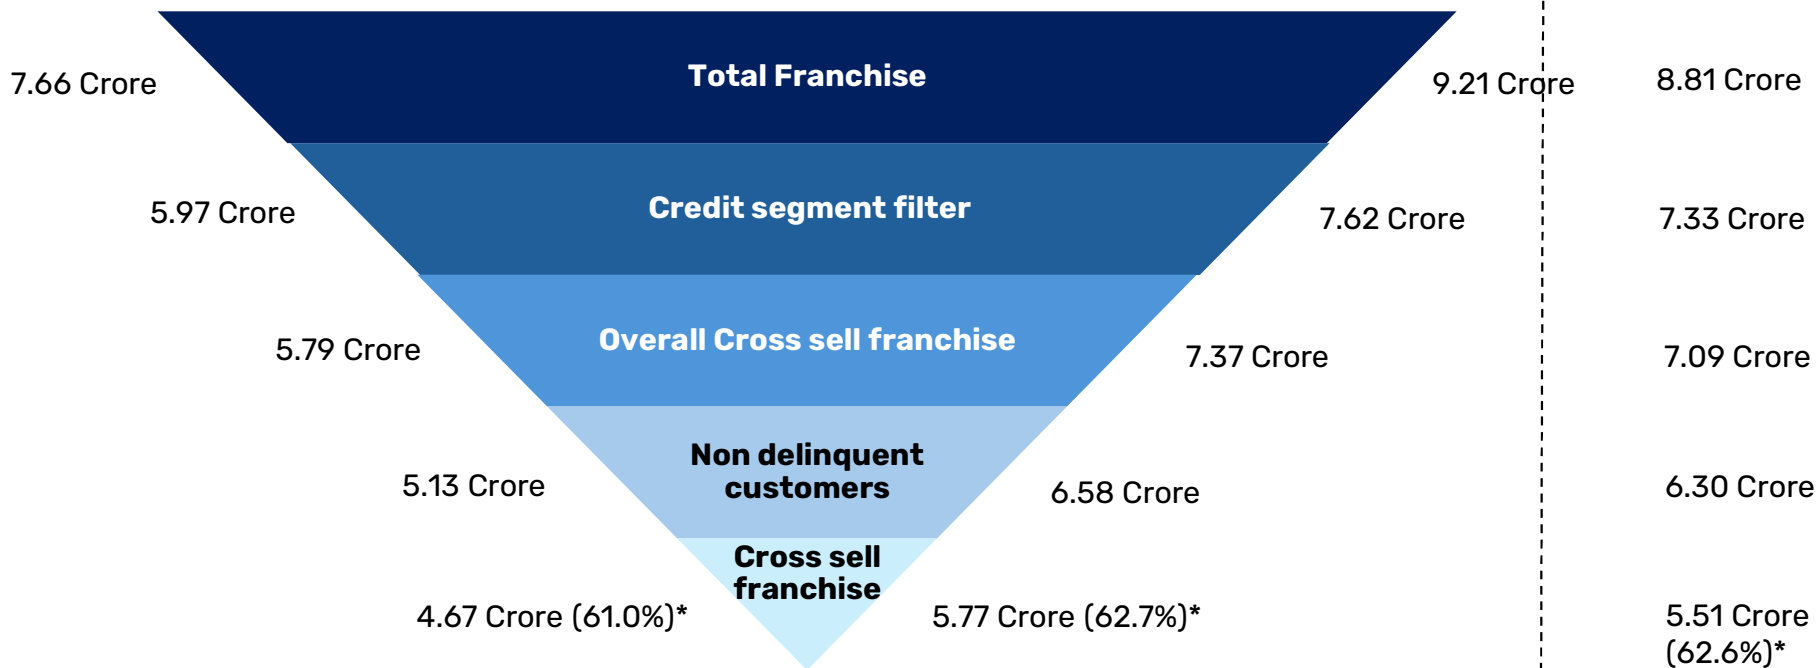 7.66 Crore
Total Franchise
9.21 Crore
8.81 Crore
5.97 Crore
Credit segment filter
7.62 Crore
7.33 Crore
5.79 Crore
Overall Cross sell franchise
7.37 Crore
7.09 Crore
5.13 Crore
Non delinquent
customers
6.58 Crore
6.30 Crore
Cross sell
franchise
4.67 Crore (61.0%)*
5.77 Crore (62.7%)*
5.51 Crore
(62.6%)*